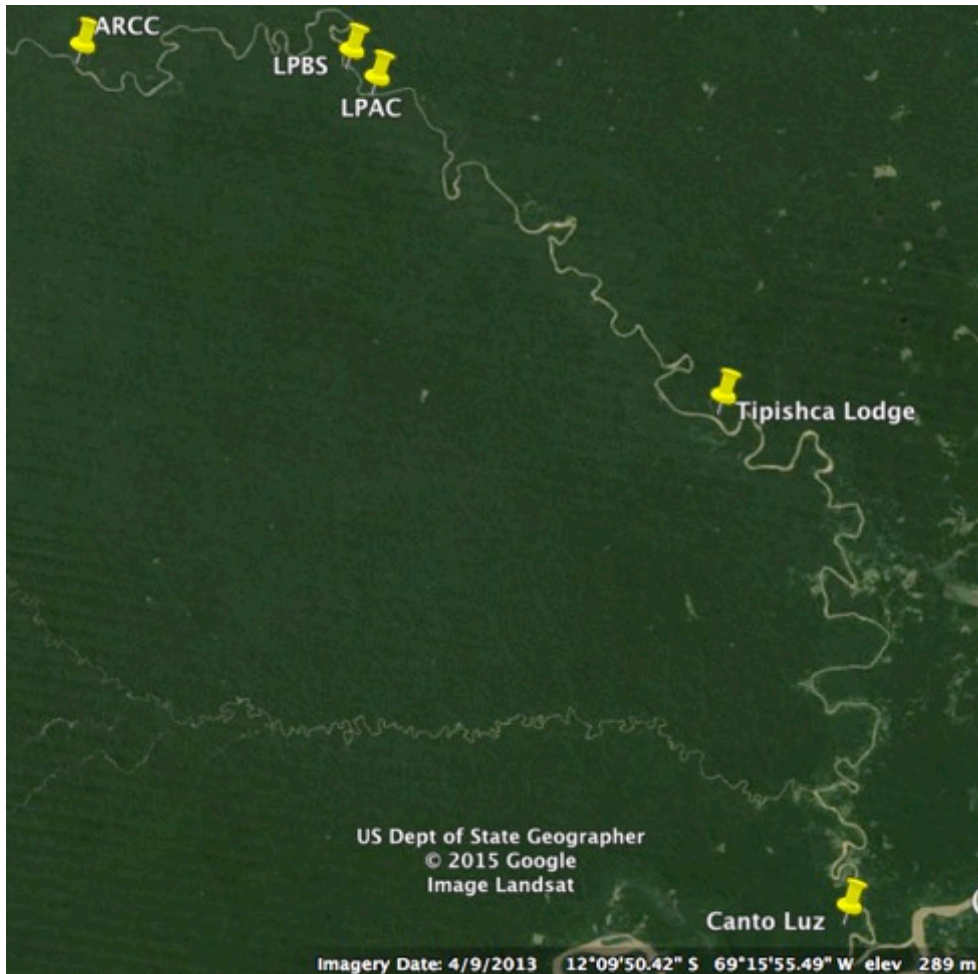 ARCC
LPBS
LPAC
Tipishca Lodge
US Dept of State Geographer
© 2015 Google
Image Landsat
Canto Luz
Imagery Date: 4/9/2013 12°09'50.42" S 69°15'55.49" W elev 289 m